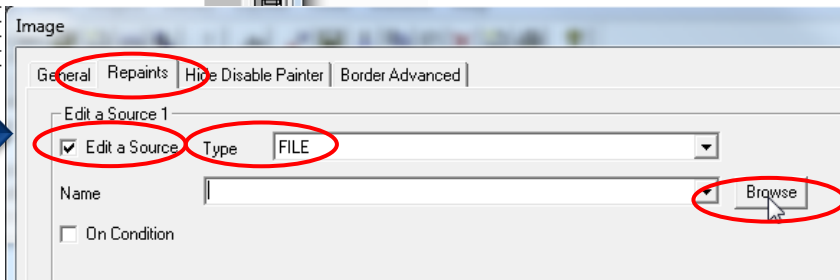 Image
General Repaints Hide Disable Painter Border Advanced
Edit a Source 1
Edit a Source Type FILE
Name Browse
On Condition